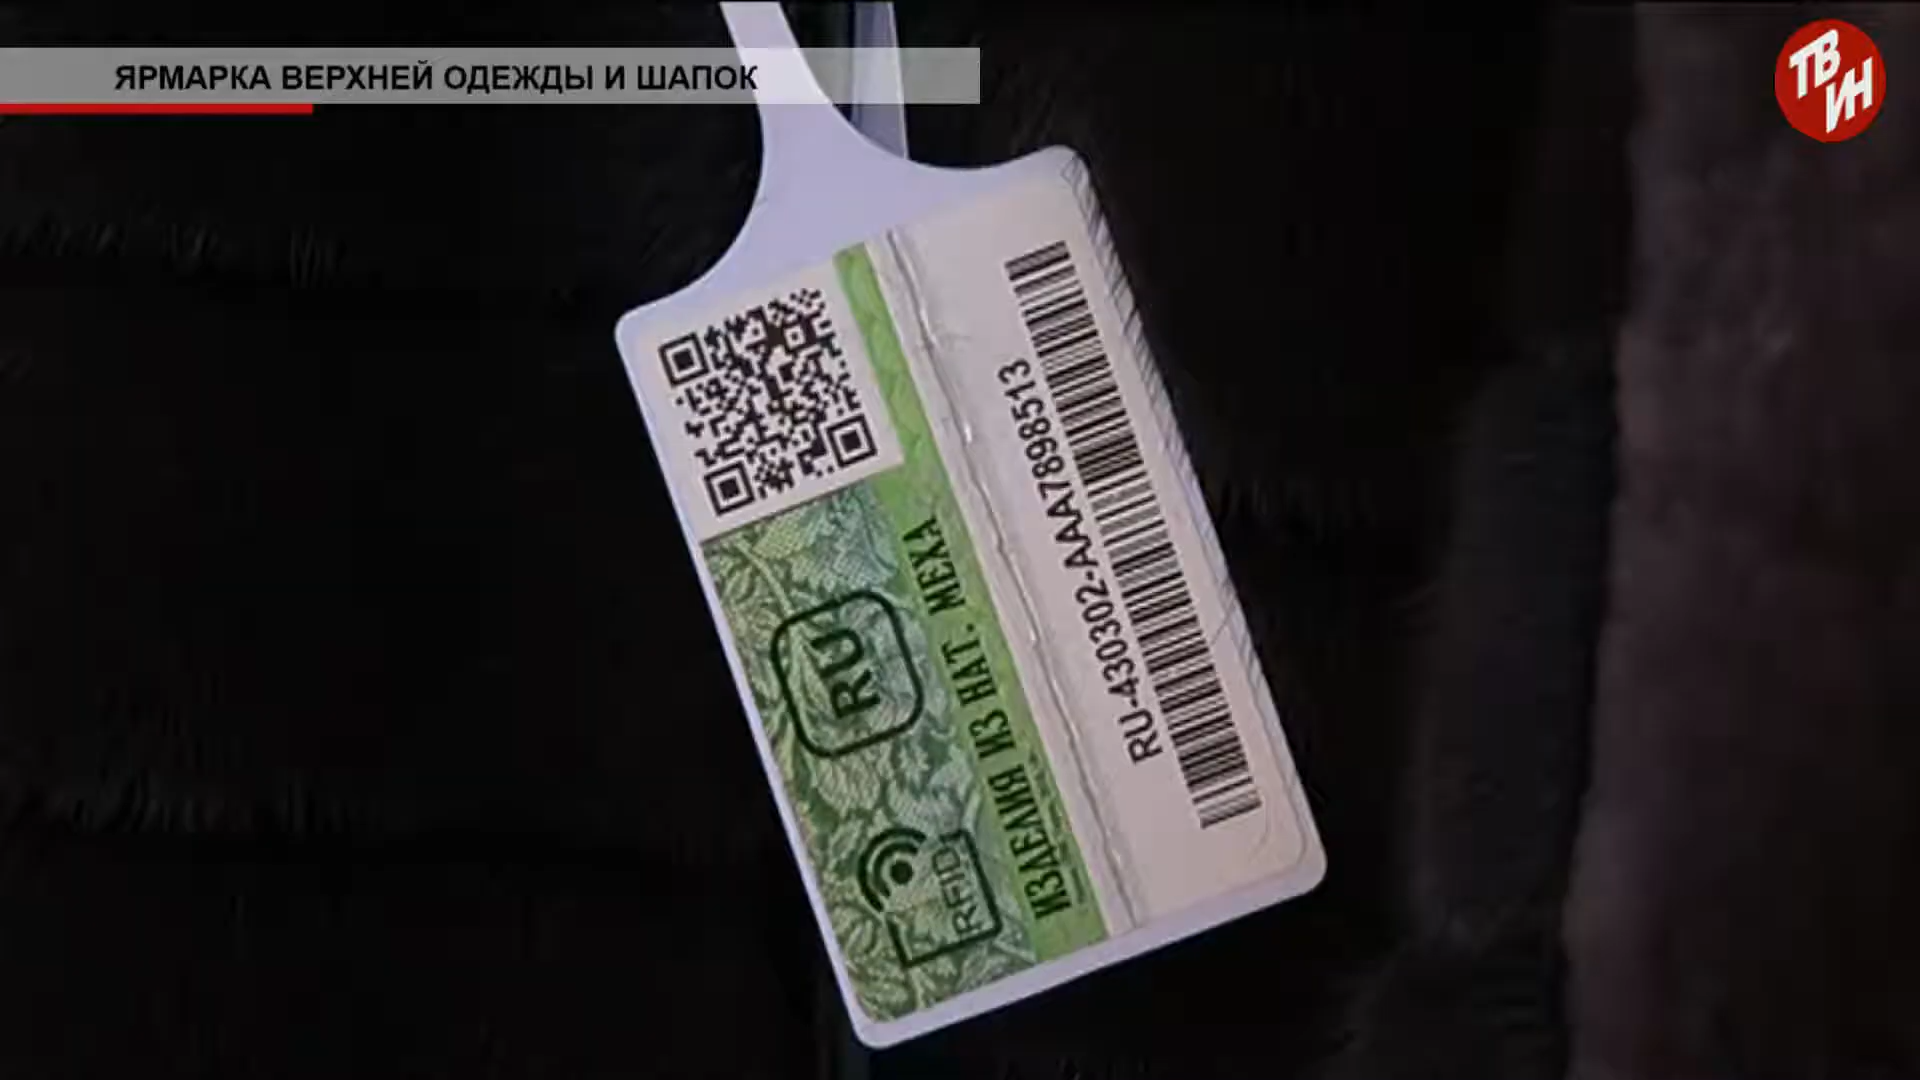 ЯРМАРКА ВЕРХНЕЙ ОДЕЖДЫ И ШАПОК
ТВ
ИН
RU-430302-AAA7898513
ИЗДЕЛИЯ ИЗ НАТ. МЕХА
RU
RFID